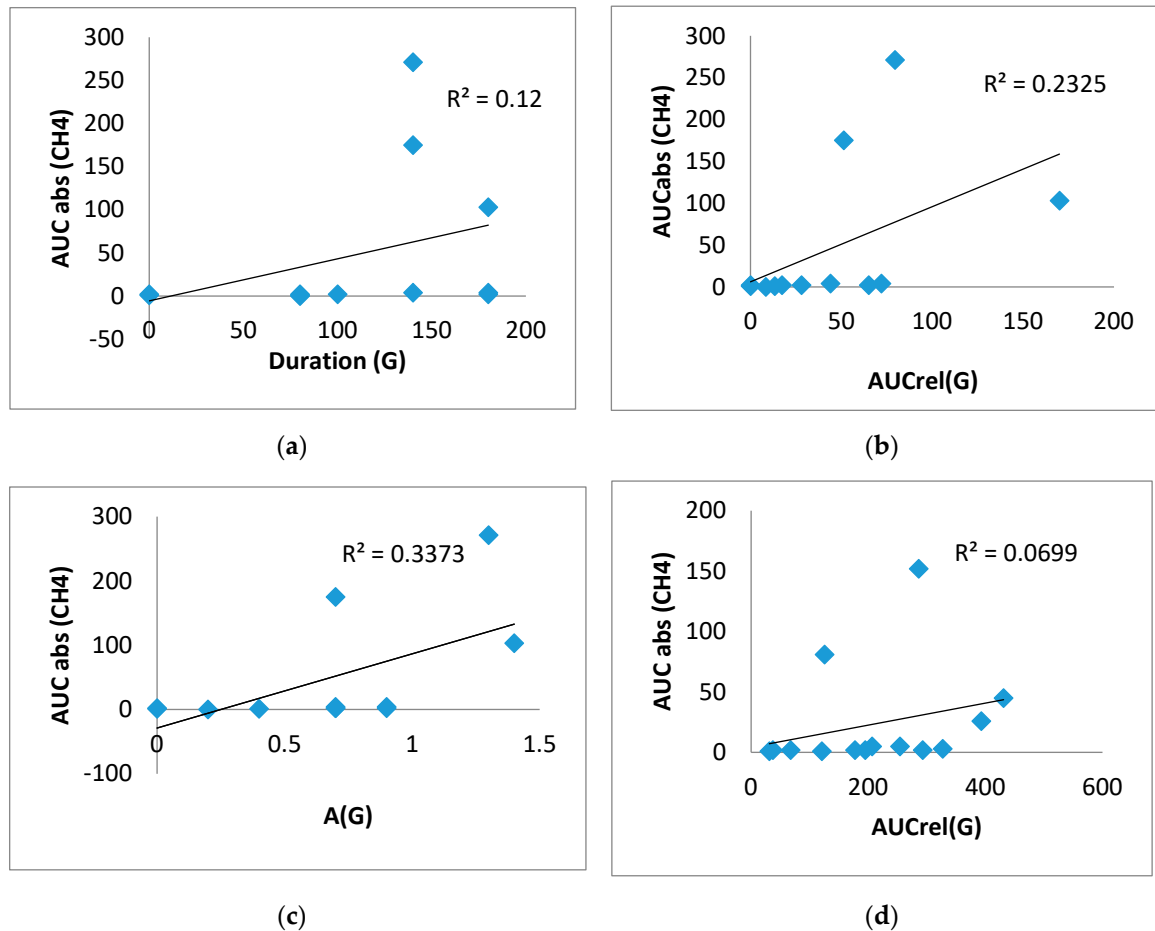 300
250
200
150
100
50
0
-50
0 50 100 150 200
AUC abs (CH4)
Duration (G)
R² = 0.12
(a)
300
250
200
150
100
50
0
0 50 100 150 200
AUCabs (CH4)
AUCrel(G)
R² = 0.2325
(b)
300
200
100
0
-100
0 0.5 1 1.5
AUC abs (CH4)
A(G)
R² = 0.3373
(c)
200
150
100
50
0
0 200 400 600
AUC abs (CH4)
AUCrel(G)
R² = 0.0699
(d)